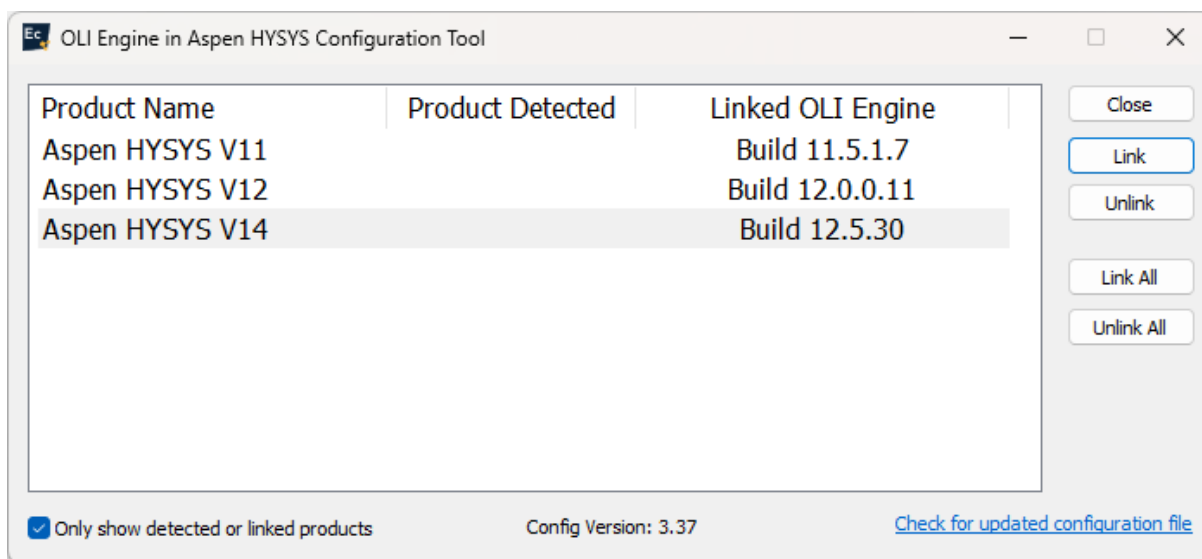 Ec
OLI Engine in Aspen HYSYS Configuration Tool
Product Name Product Detected Linked OLI Engine
Aspen HYSYS V11 Build 11.5.1.7
Aspen HYSYS V12 Build 12.0.0.11
Aspen HYSYS V14 Build 12.5.30
Close
Link
Unlink
Link All
Unlink All
Only show detected or linked products Config Version: 3.37 Check for updated configuration file